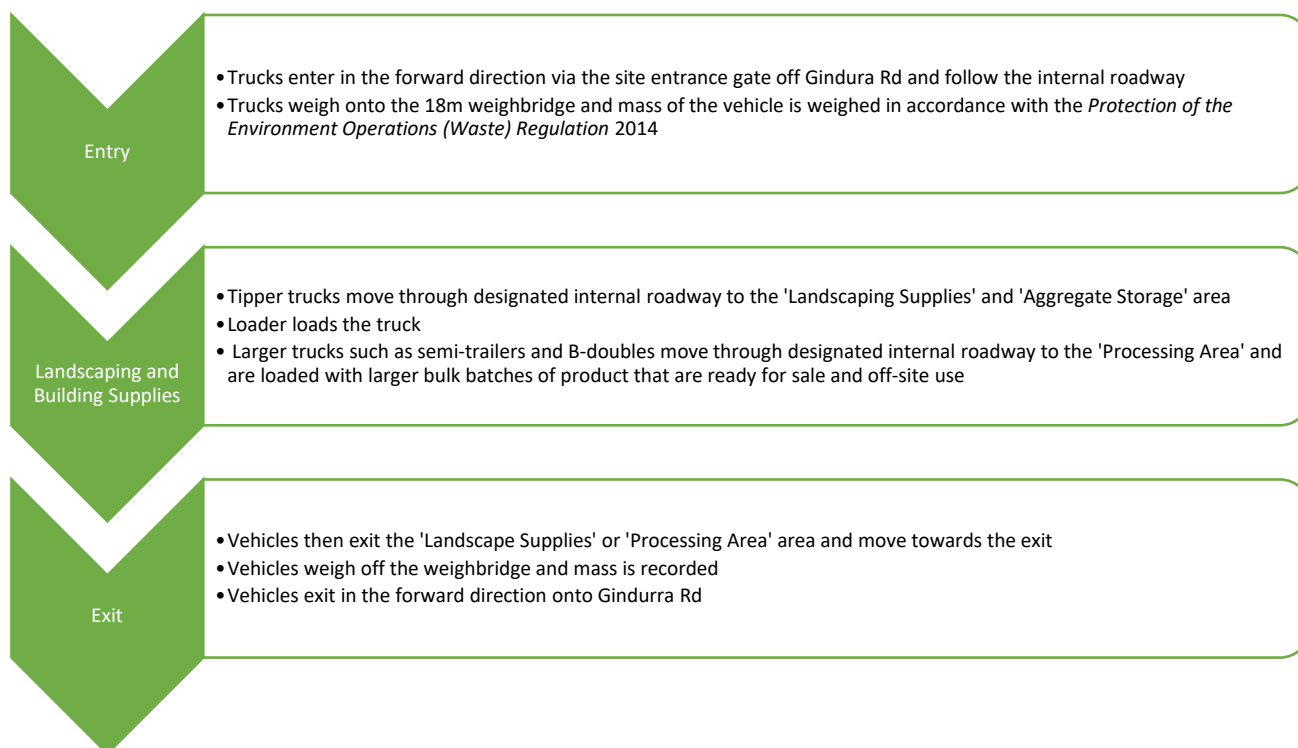 •Trucks enter in the forward direction via the site entrance gate off Gindura Rd and follow the internal roadway
•Trucks weigh onto the 18m weighbridge and mass of the vehicle is weighed in accordance with the Protection of the
Environment Operations (Waste) Regulation 2014
Entry
•Tipper trucks move through designated internal roadway to the 'Landscaping Supplies' and 'Aggregate Storage' area
•Loader loads the truck
• Larger trucks such as semi-trailers and B-doubles move through designated internal roadway to the 'Processing Area' and
are loaded with larger bulk batches of product that are ready for sale and off-site use
Landscaping and
Building Supplies
•Vehicles then exit the 'Landscape Supplies' or 'Processing Area' area and move towards the exit
•Vehicles weigh off the weighbridge and mass is recorded
•Vehicles exit in the forward direction onto Gindurra Rd
Exit